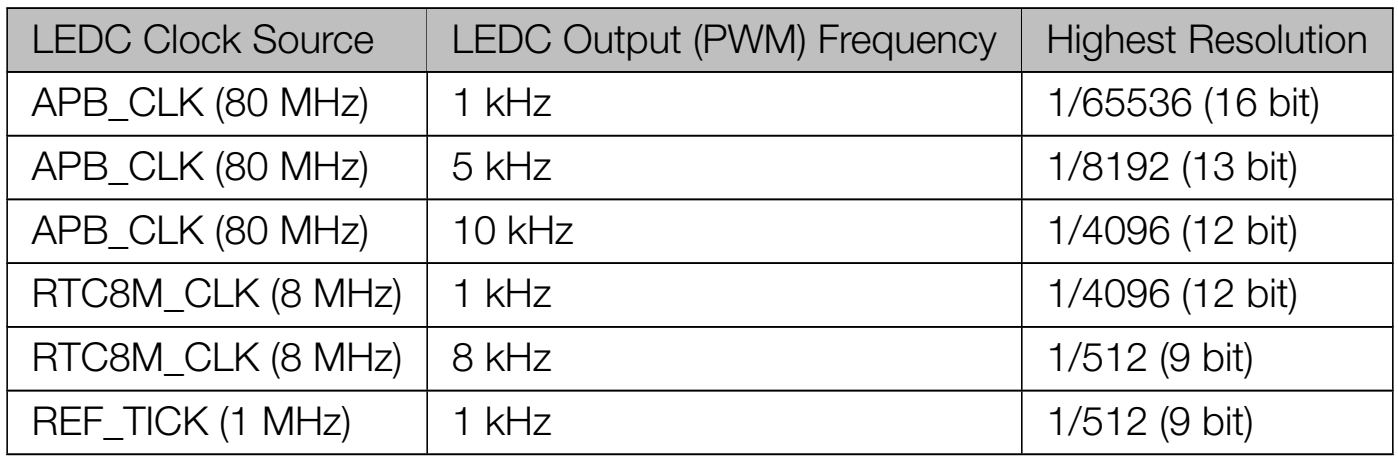 LEDC Clock Source LEDC Output (PWM) Frequency Highest Resolution
APB_CLK (80 MHz) 1 kHz 1/65536 (16 bit)
APB_CLK (80 MHz) 5 kHz 1/8192 (13 bit)
APB_CLK (80 MHz) 10 kHz 1/4096 (12 bit)
RTC8M_CLK (8 MHz) 1 kHz 1/4096 (12 bit)
RTC8M_CLK (8 MHz) 8 kHz 1/512 (9 bit)
REF_TICK (1 MHz) 1 kHz 1/512 (9 bit)